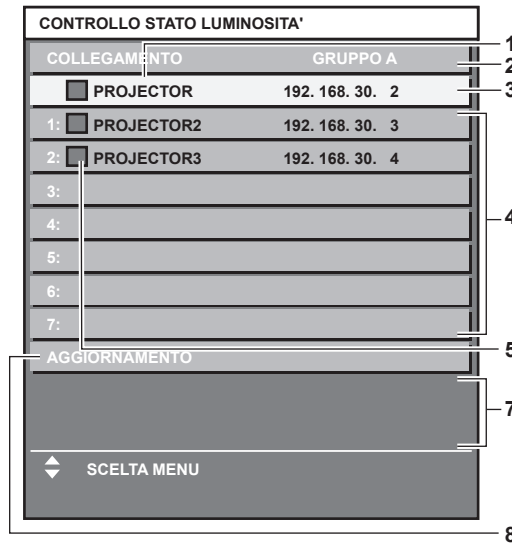 CONTROLLO STATO LUMINOSITA'
COLLEGAMENTO GRUPPO A
PROJECTOR 192. 168. 30. 2
1: PROJECTOR2 192. 168. 30. 3
2: PROJECTOR3 192. 168. 30. 4
3:
4:
5:
6:
7:
AGGIORNAMENTO
SCELTA MENU
1
2
3
4
5
7
8